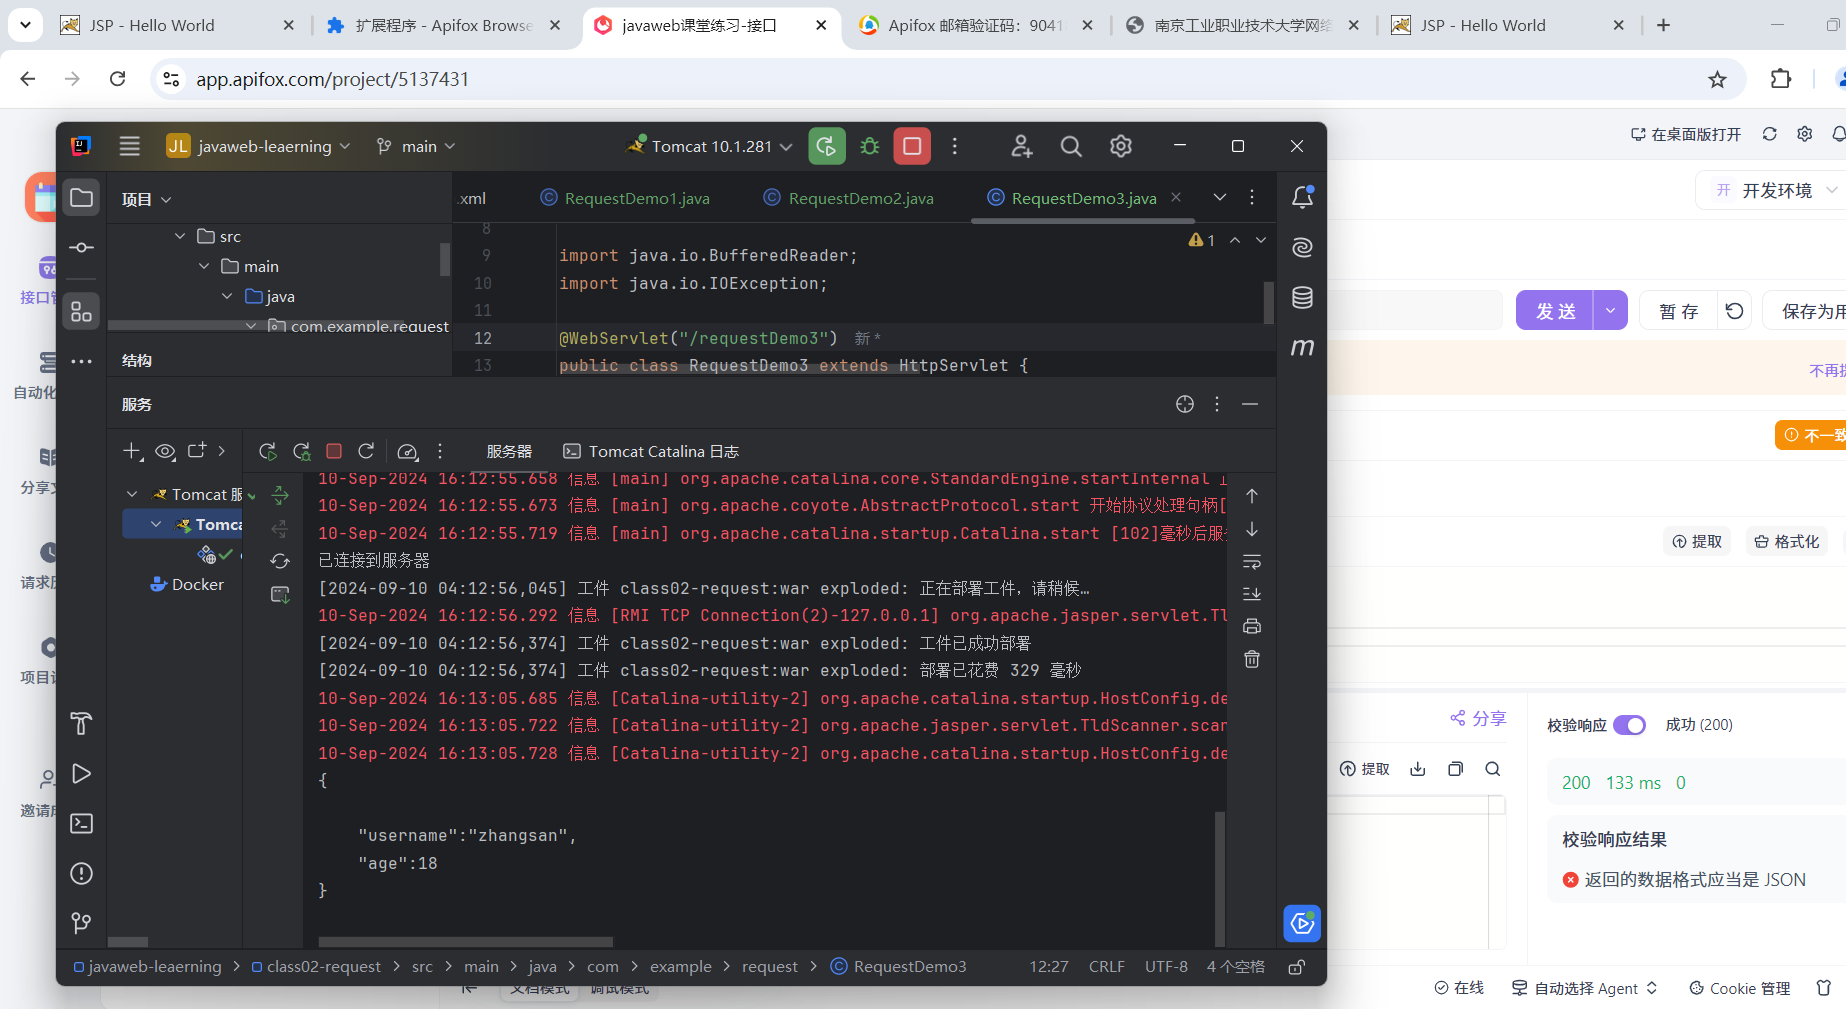 JSP - Hello World
扩展程序 - Apifox Browse
javaweb课堂练习-接口
Apifox 邮箱验证码：9041
南京工业职业技术大学网络
JSP - Hello World
app.apifox.com/project/5137431
在桌面版打开
开 开发环境
JL javaweb-leaerning
main
Tomcat 10.1.281
项目
.xml
RequestDemo1.java
RequestDemo2.java
RequestDemo3.java
src
main
java
com.example.request
结构
8
9 import java.io.BufferedReader;
10 import java.io.IOException;
11
12 @WebServlet("/requestDemo3") 新 *
13 public class RequestDemo3 extends HttpServlet {
1
接口管
自动化
分享文
请求历
项目设
邀请成
发 送
暂 存
保存为用
不再提
不一致
提取
格式化
服务
服务器
Tomcat Catalina 日志
Tomcat 服
Tomca
Docker
10-Sep-2024 16:12:55.658 信息 [main] org.apache.catalina.core.StandardEngine.startInternal 正
10-Sep-2024 16:12:55.673 信息 [main] org.apache.coyote.AbstractProtocol.start 开始协议处理句柄[
10-Sep-2024 16:12:55.719 信息 [main] org.apache.catalina.startup.Catalina.start [102]毫秒后服务
已连接到服务器
[2024-09-10 04:12:56,045] 工件 class02-request:war exploded: 正在部署工件，请稍候…
10-Sep-2024 16:12:56.292 信息 [RMI TCP Connection(2)-127.0.0.1] org.apache.jasper.servlet.Tl
[2024-09-10 04:12:56,374] 工件 class02-request:war exploded: 工件已成功部署
[2024-09-10 04:12:56,374] 工件 class02-request:war exploded: 部署已花费 329 毫秒
10-Sep-2024 16:13:05.685 信息 [Catalina-utility-2] org.apache.catalina.startup.HostConfig.de
10-Sep-2024 16:13:05.722 信息 [Catalina-utility-2] org.apache.jasper.servlet.TldScanner.scan
10-Sep-2024 16:13:05.728 信息 [Catalina-utility-2] org.apache.catalina.startup.HostConfig.de
{
"username":"zhangsan",
"age":18
}
分享
提取
校验响应
成功 (200)
200 133 ms 0
校验响应结果
返回的数据格式应当是 JSON
javaweb-leaerning > class02-request > src > main > java > com > example > request > RequestDemo3
12:27 CRLF UTF-8 4 个空格
文档模式
调试模式
在线
自动选择 Agent
Cookie 管理